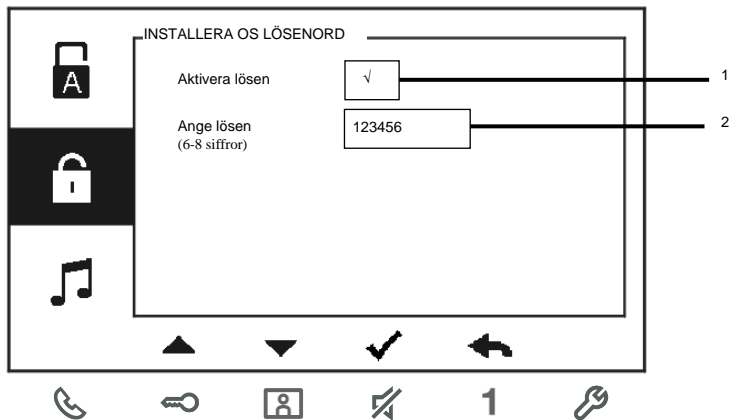 INSTALLERA OS LÖSENORD
A
Aktivera lösen √ 1
Ange lösen 123456 2
(6-8 siffror)
I
1